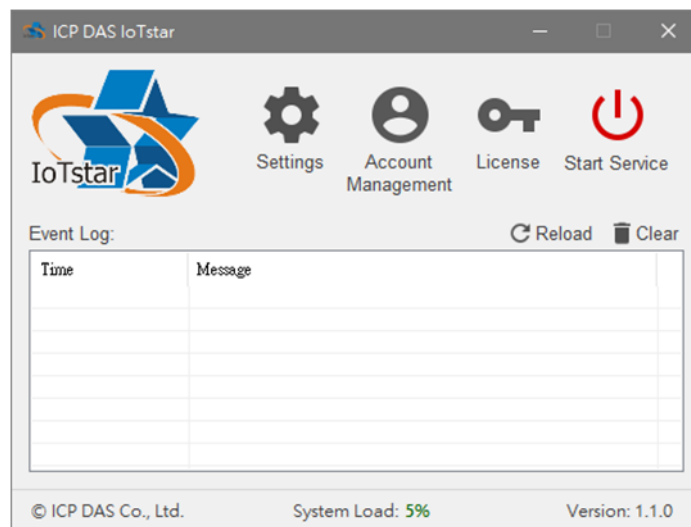 ICP DAS IoTstar
IoTstar
Settings
Account
Management
License
Start Service
Event Log:
Reload
Clear
Time Message
© ICP DAS Co., Ltd. System Load: 5% Version: 1.1.0